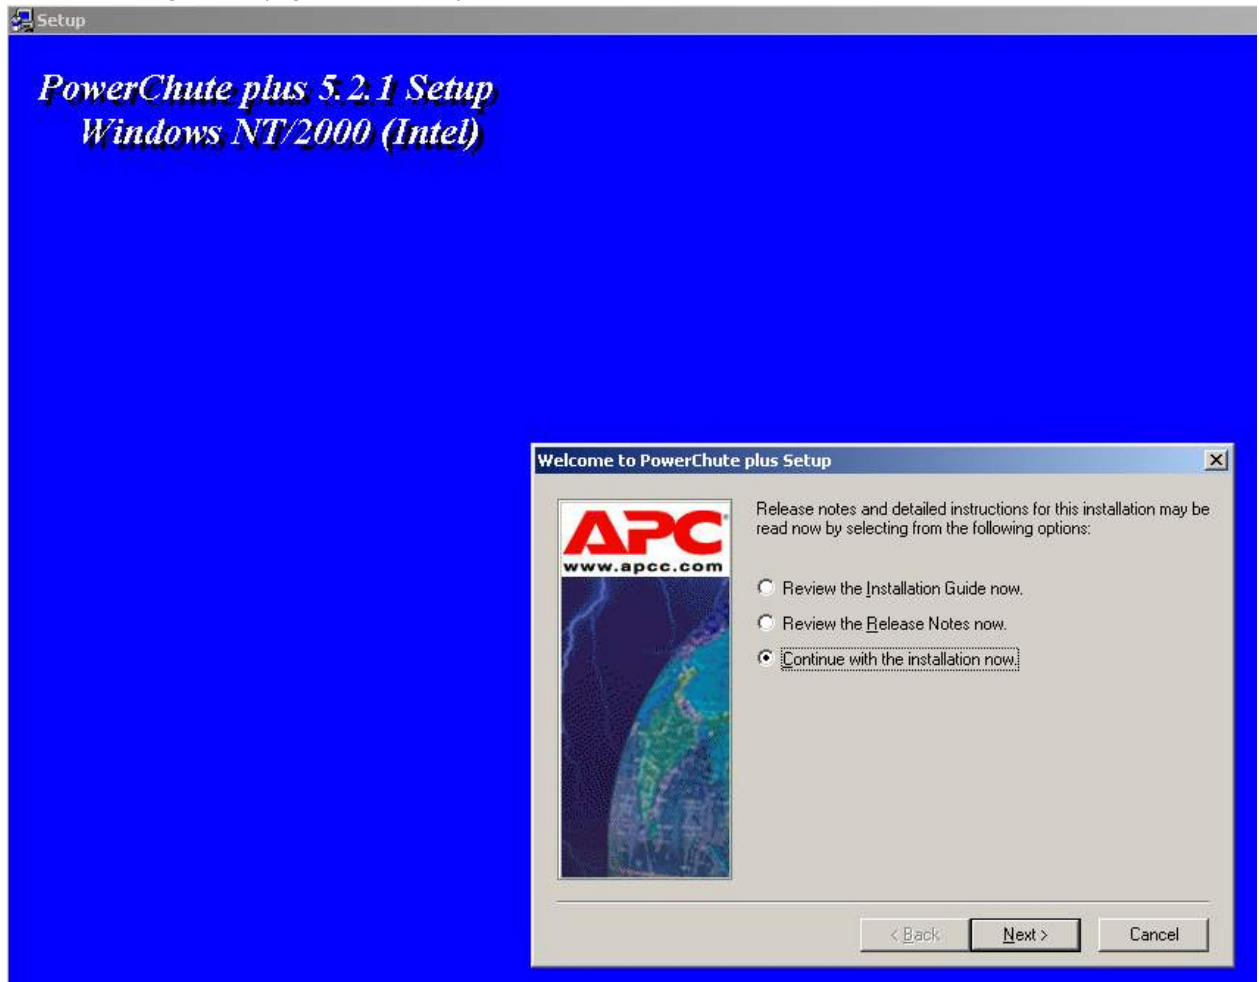 Setup
PowerChute plus 5.2.1 Setup
Windows NT/2000 (Intel)
Welcome to PowerChute plus Setup
APC
www.apcc.com
Release notes and detailed instructions for this installation may be
read now by selecting from the following options:
Review the Installation Guide now.
Review the Release Notes now.
Continue with the installation now.
< Back
Next >
Cancel